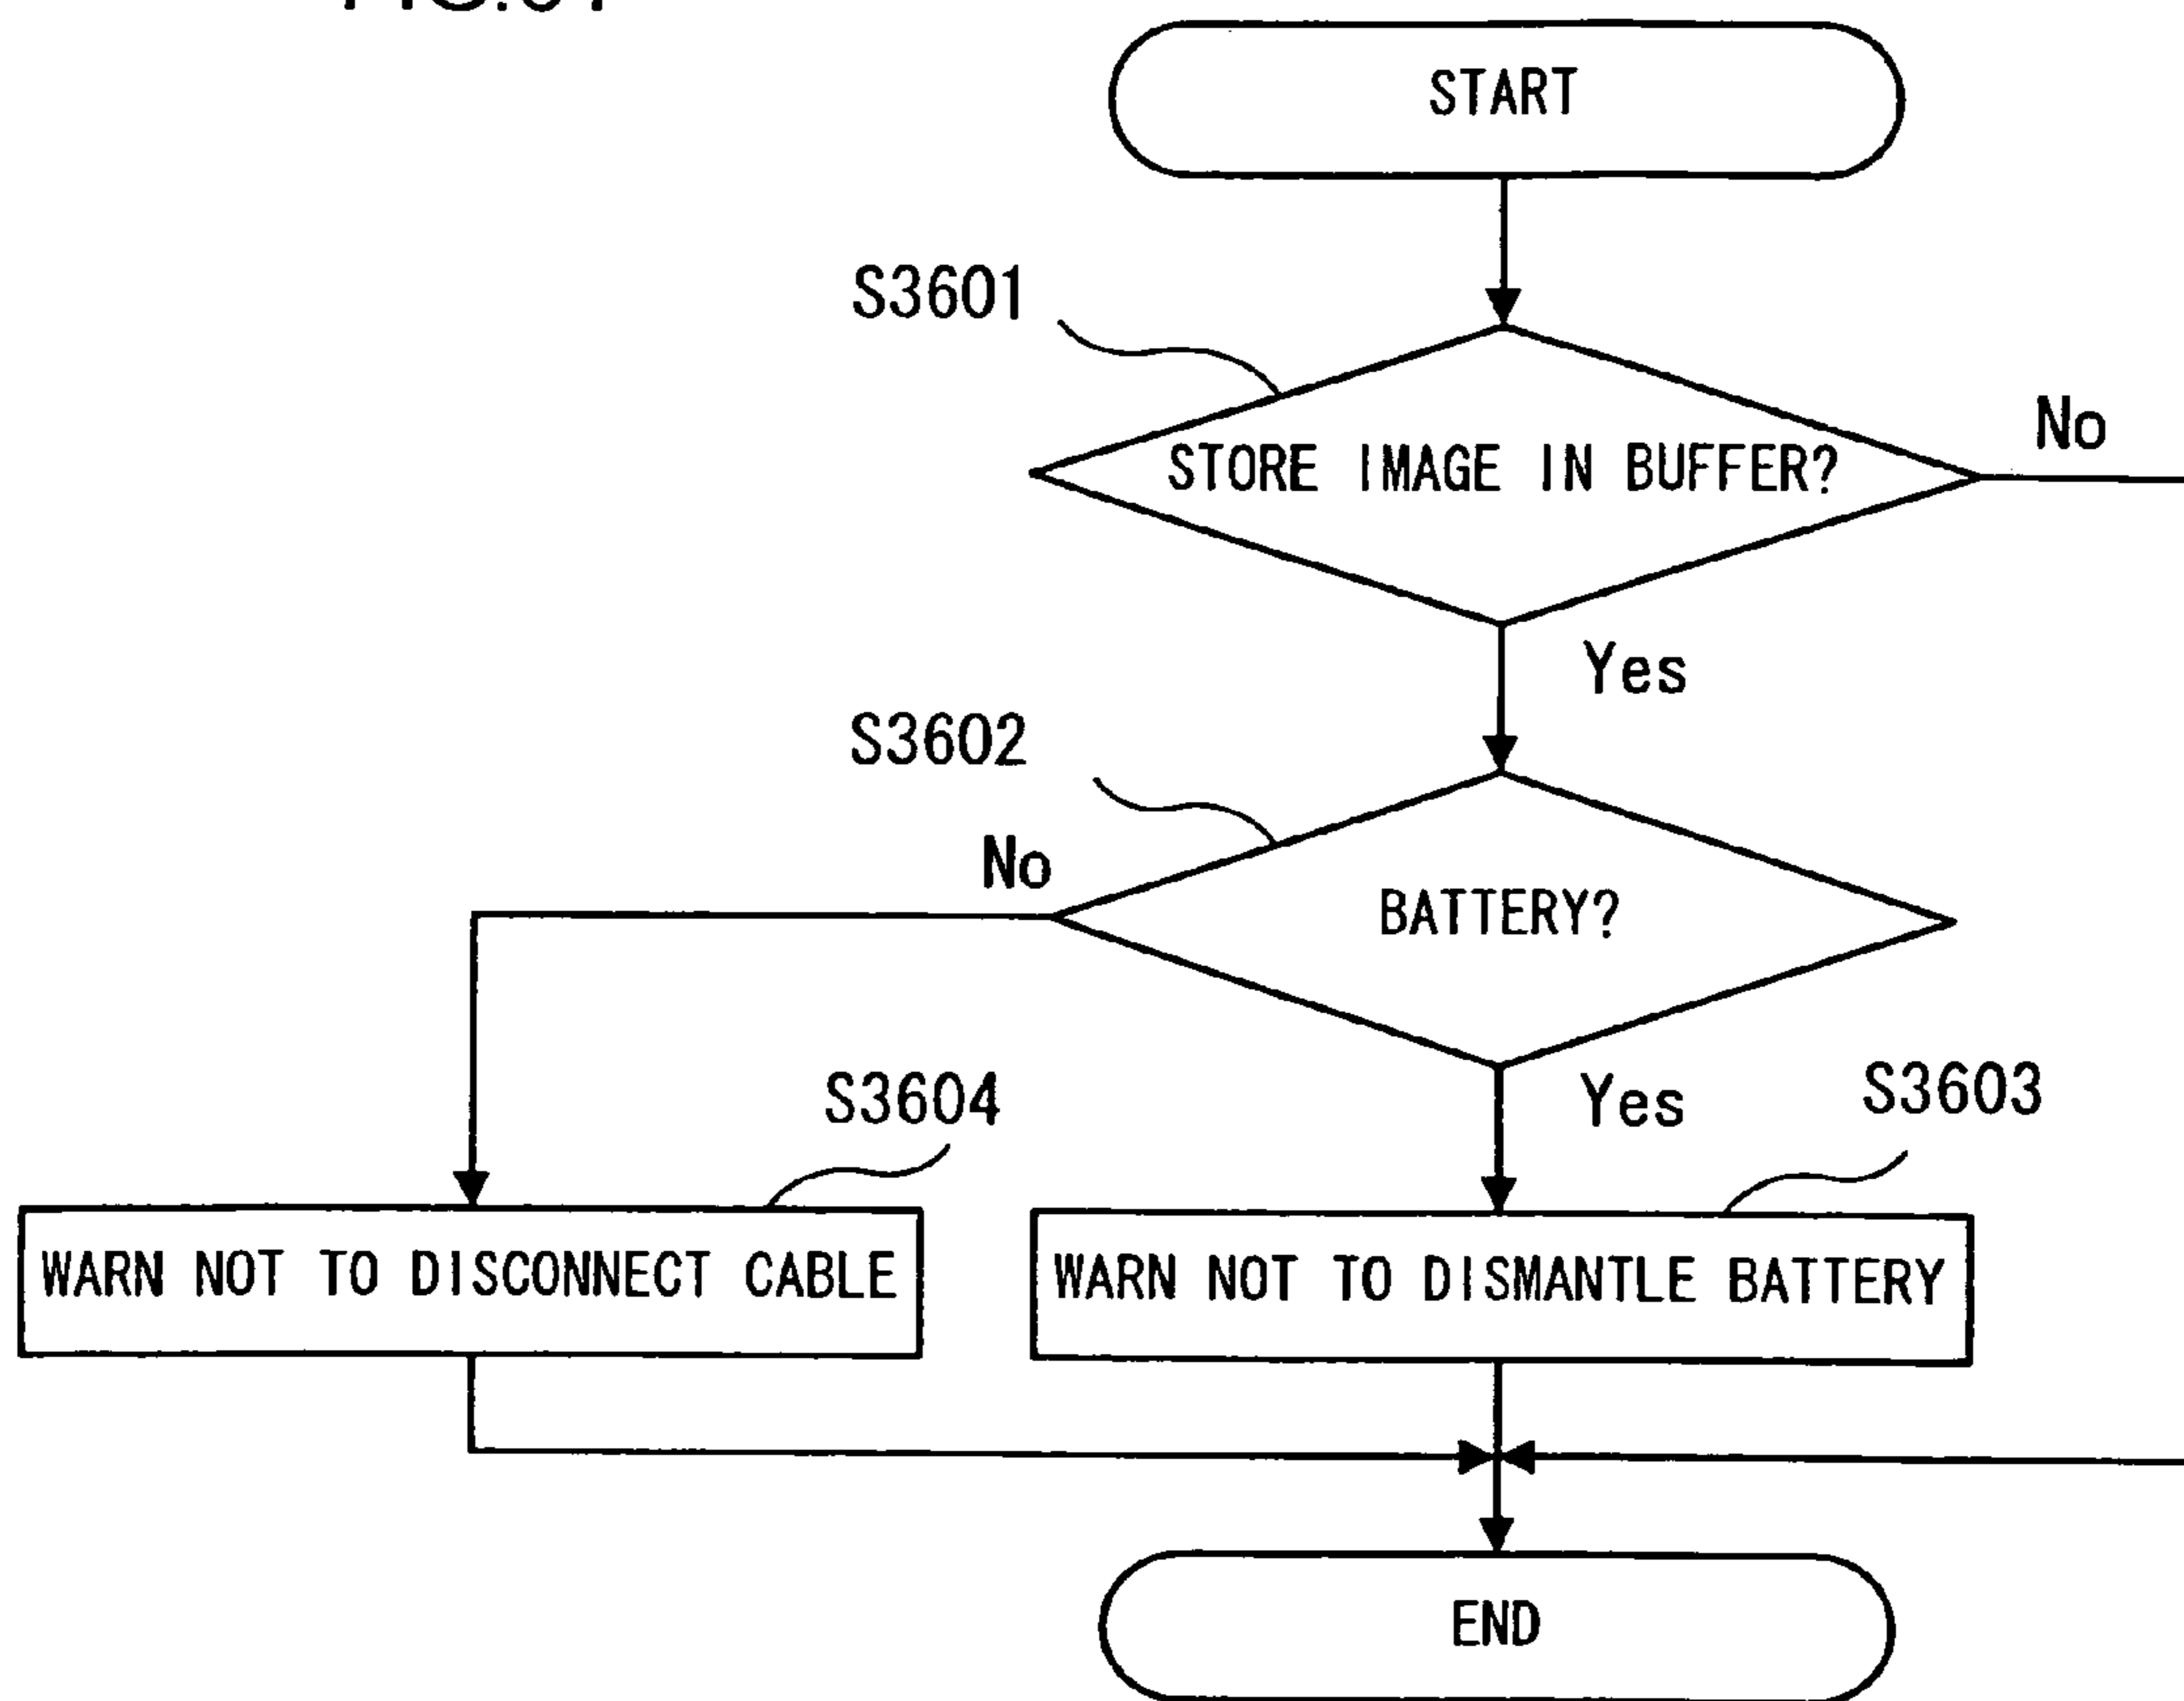 START
S3601
No
STORE IMAGE IN BUFFER?
Yes
S3602
No
BATTERY?
S3604
Yes
S3603
WARN NOT TO DISCONNECT CABLE
WARN NOT TO DISMANTLE BATTERY
END